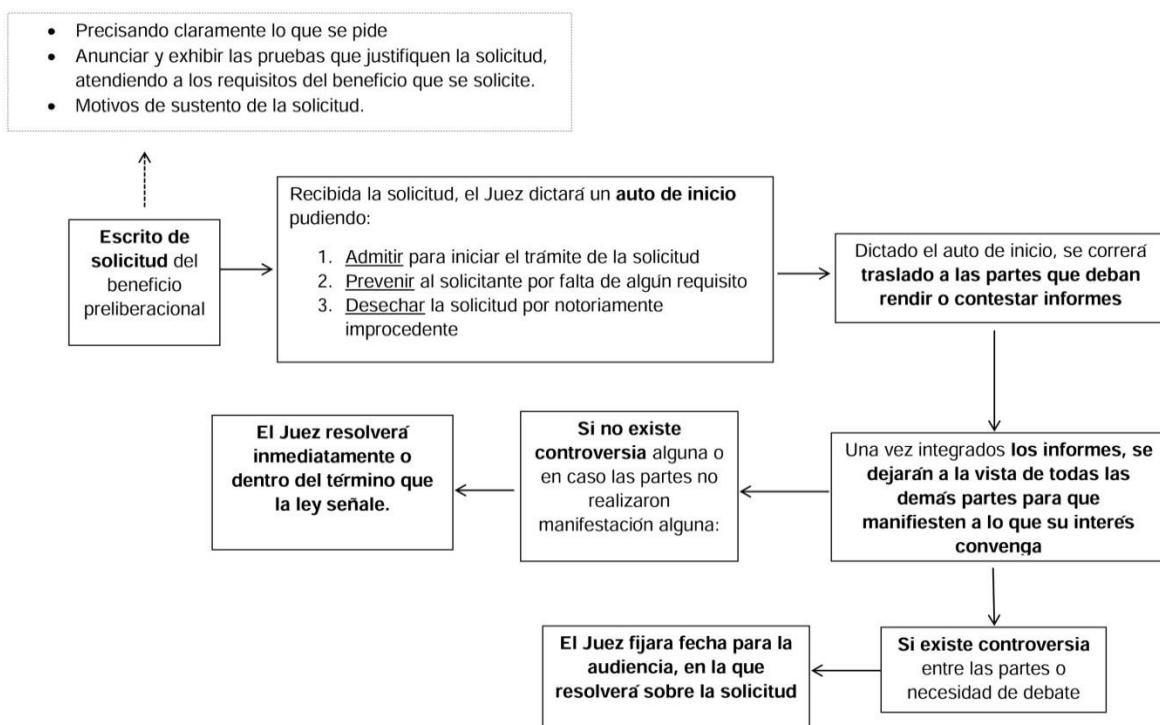 • Precisando claramente lo que se pide
• Anunciar y exhibir las pruebas que justifiquen la solicitud,
atendiendo a los requisitos del beneficio que se solicite.
• Motivos de sustento de la solicitud.
Escrito de
solicitud del
beneficio
preliberacional
Recibida la solicitud, el Juez dictará un auto de inicio
pudiendo:
1. Admitir para iniciar el trámite de la solicitud
2. Prevenir al solicitante por falta de algún requisito
3. Desechar la solicitud por notoriamente
improcedente
Dictado el auto de inicio, se correrá
traslado a las partes que deban
rendir o contestar informes
Una vez integrados los informes, se
dejarán a la vista de todas las
demás partes para que
manifiesten a lo que su interés
convenga
Si no existe
controversia alguna o
en caso las partes no
realizaron
manifestación alguna:
El Juez resolverá
inmediatamente o
dentro del término que
la ley señale.
Si existe controversia
entre las partes o
necesidad de debate
El Juez fijara fecha para la
audiencia, en la que
resolverá sobre la solicitud